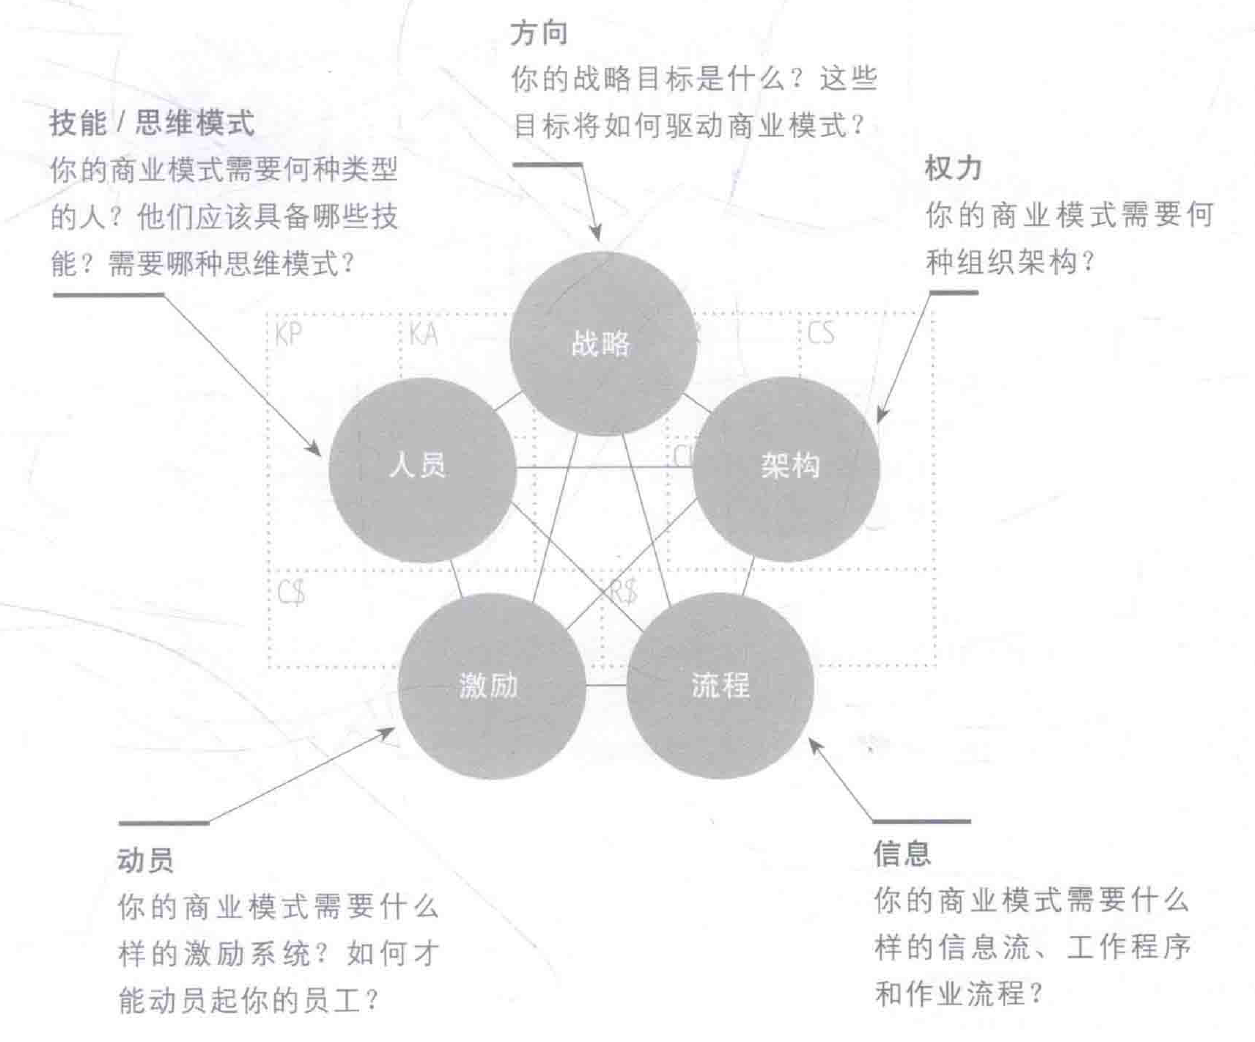 方向
你的战略目标是什么？这些
目标将如何驱动商业模式？
技能 / 思维模式
你的商业模式需要何种类型
的人？他们应该具备哪些技
能？需要哪种思维模式？
权力
你的商业模式需要何
种组织架构？
KP
KA
CS
战略
人员
架构
C$
R$
激励
流程
动员
你的商业模式需要什么
样的激励系统？如何才
能动员起你的员工？
信息
你的商业模式需要什么
样的信息流、工作程序
和作业流程？